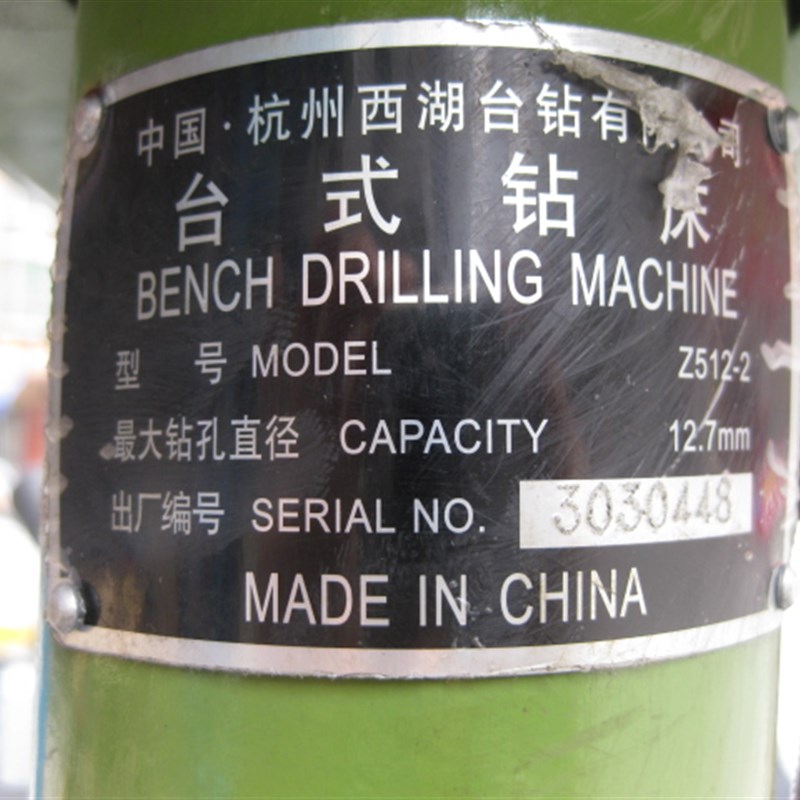 中国·杭州西湖台钻有限公司
台式钻床
BENCH DRILLING MACHINE
型号 MODEL Z512-2
最大钻孔直径 CAPACITY 12.7mm
出厂编号 SERIAL NO. 3030448
MADE IN CHINA